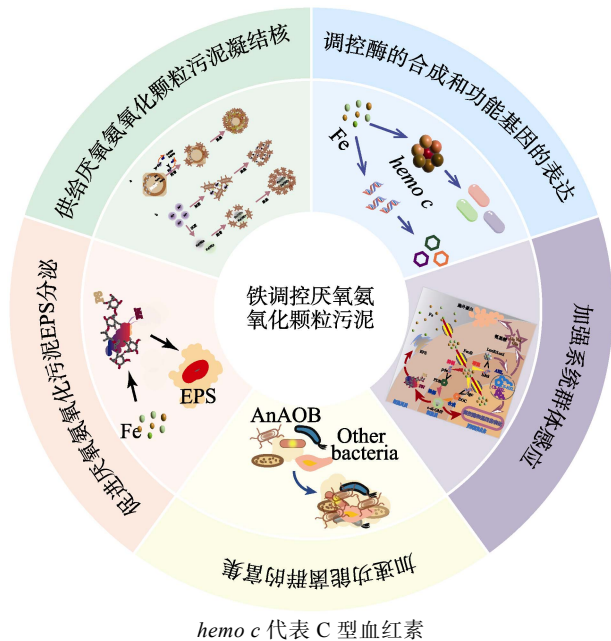 供给厌氧氨氧化颗粒污泥凝结核
调控酶的合成和功能基因的表达
Fe
hemo c
加强系统群体感应
铁调控厌氧氨
氧化颗粒污泥
促进厌氧氨氧化污泥EPS分泌
EPS
Fe
AnAOB
Other
bacteria
加速功能菌群的富集
hemo c 代表 C 型血红素